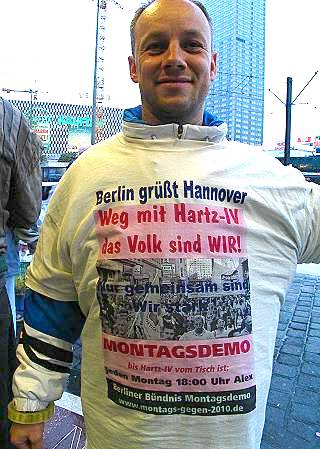 Berlin grüßt Hannover
Weg mit Hartz-IV
das Volk sind WIR!
Nur gemeinsam sind
Wir stark
MONTAGSDEMO
bis Hartz-IV vom Tisch ist:
jeden Montag 18:00 Uhr Alex
Berliner Bündnis Montagsdemo
www.montags-gegen-2010.de